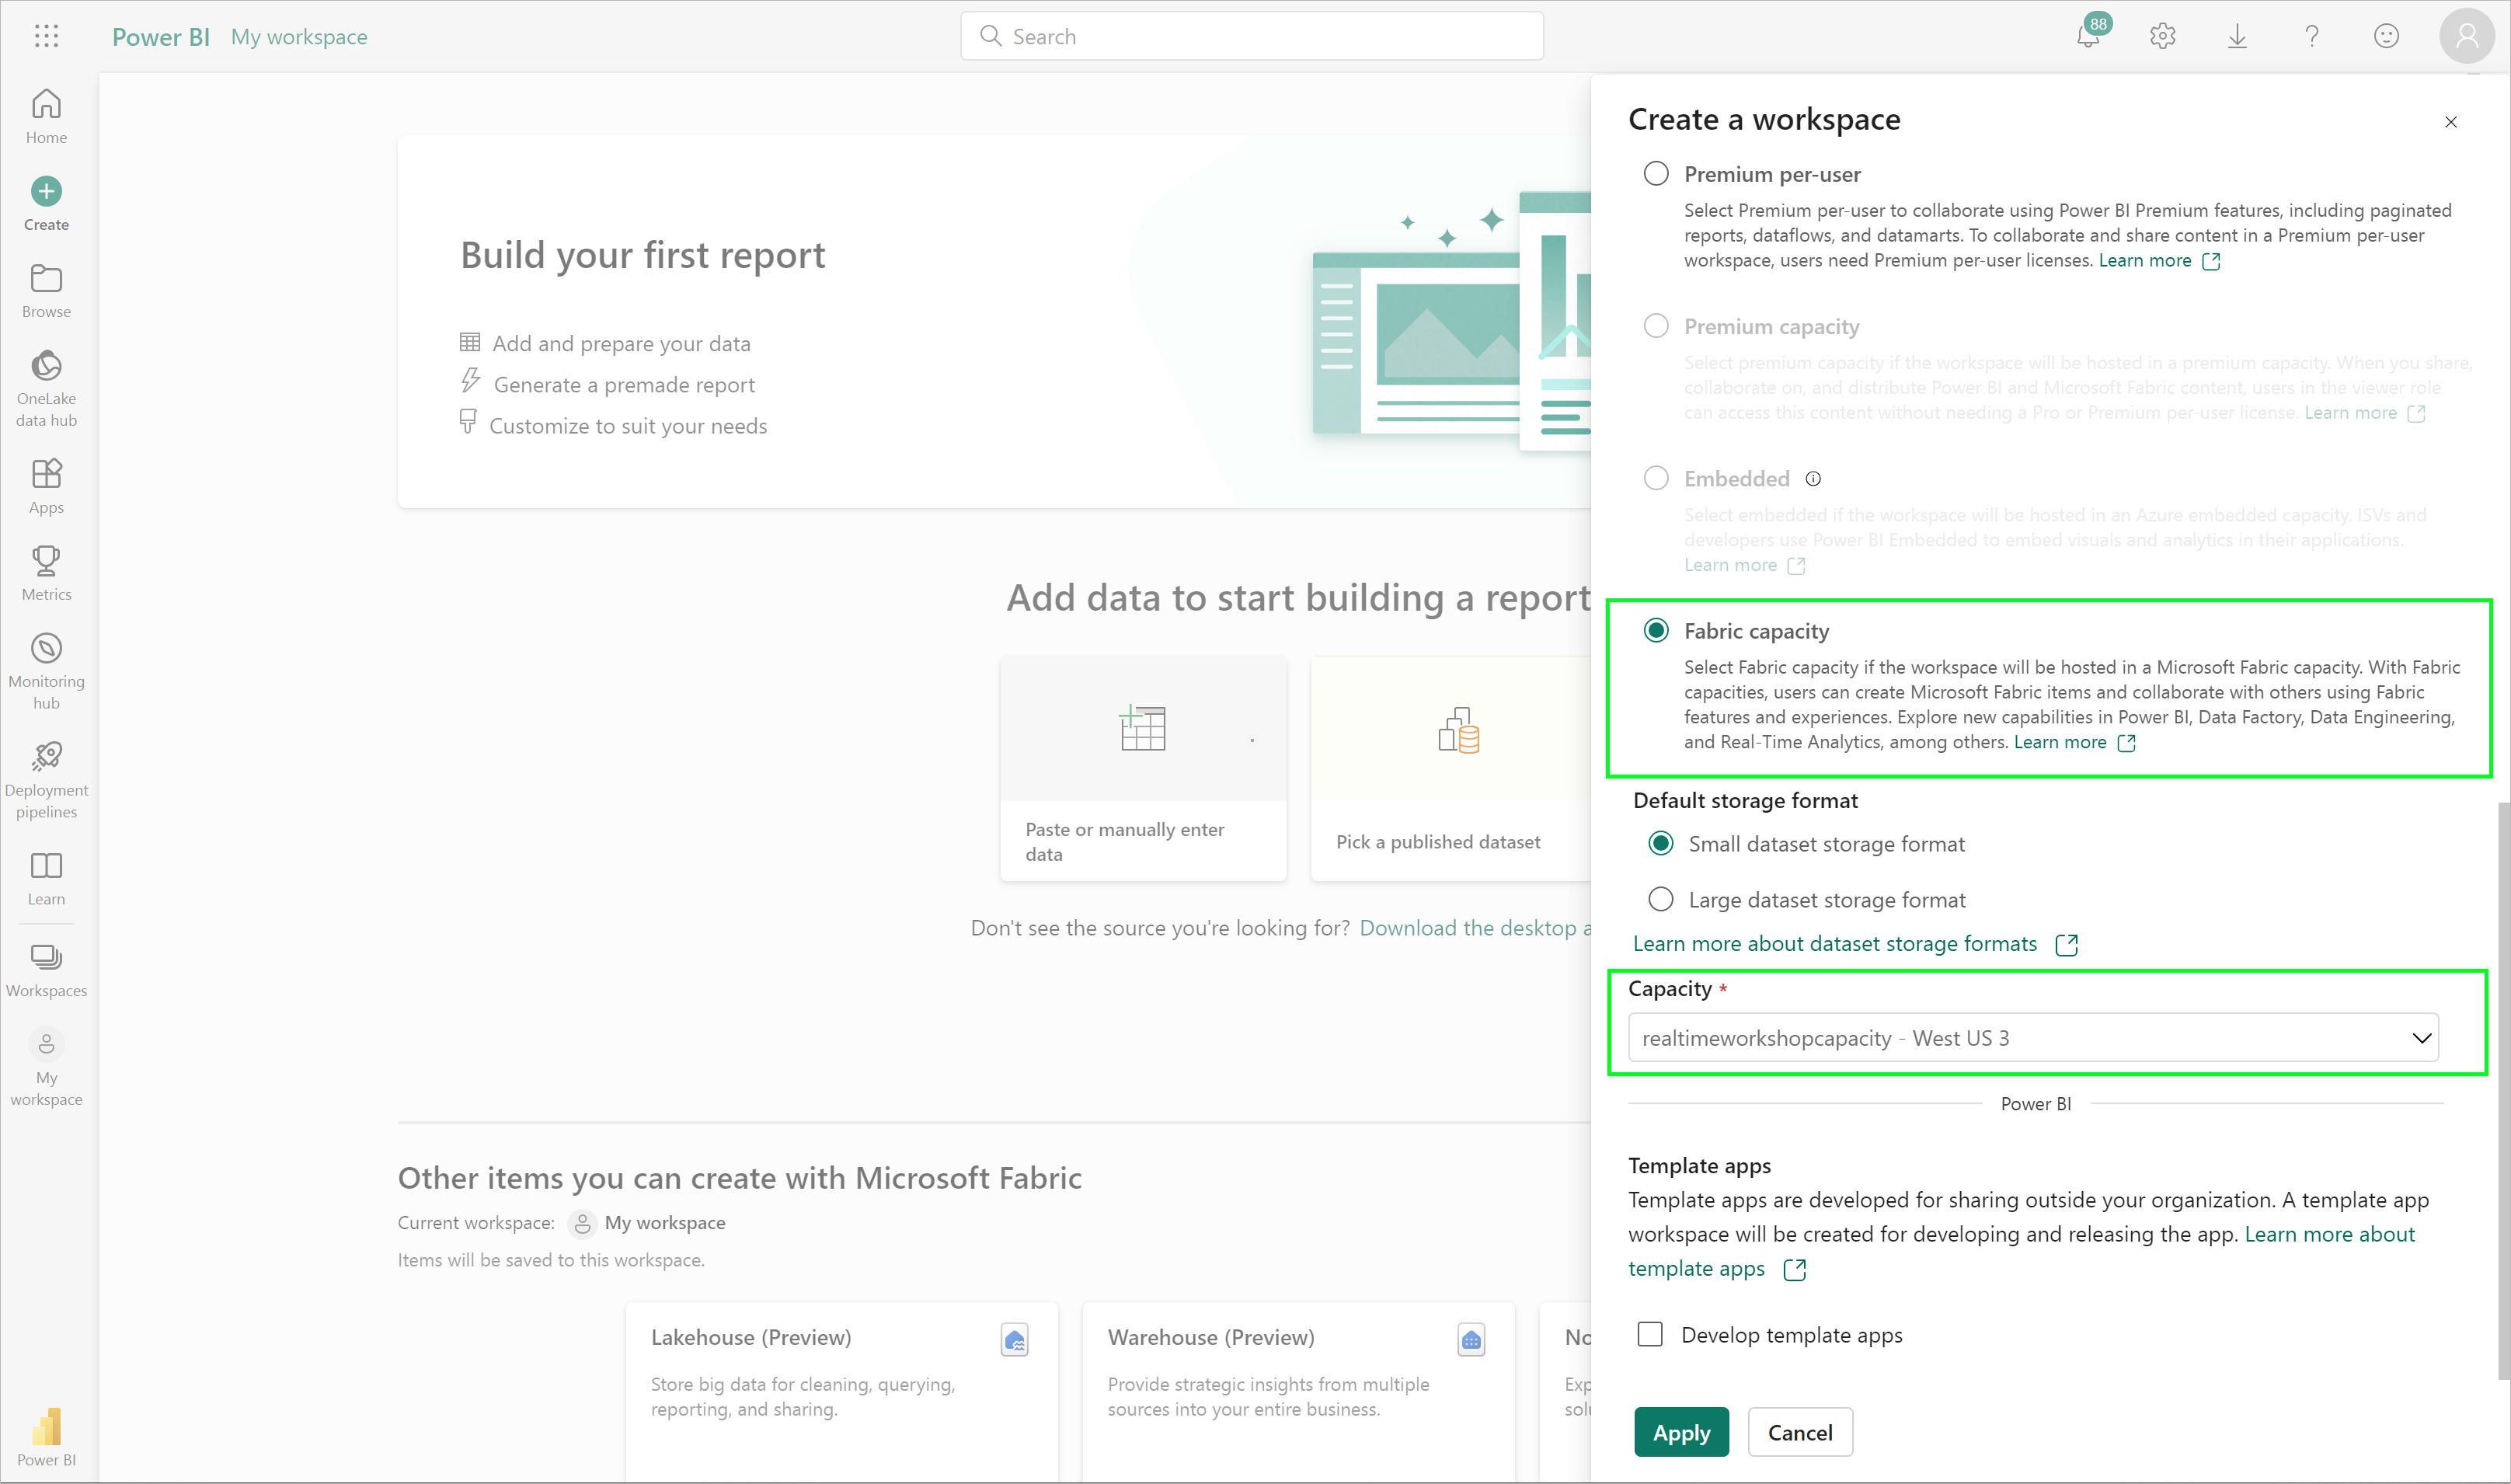 Power BI My workspace
Search
88
Home
Create
Browse
OneLake
data hub
Apps
Metrics
Monitoring
hub
Deployment
pipelines
Learn
Workspaces
My
workspace
Power BI
Build your first report
Add and prepare your data
Generate a premade report
Customize to suit your needs
Add data to start building a report
Paste or manually enter
data
Pick a published dataset
Don't see the source you're looking for? Download the desktop
Other items you can create with Microsoft Fabric
Current workspace: My workspace
Items will be saved to this workspace.
Lakehouse (Preview)
Store big data for cleaning, querying,
reporting, and sharing.
Warehouse (Preview)
Provide strategic insights from multiple
sources into your entire business.
Create a workspace
Premium per-user
Select Premium per-user to collaborate using Power BI Premium features, including paginated
reports, dataflows, and datamarts. To collaborate and share content in a Premium per-user
workspace, users need Premium per-user licenses. Learn more
Premium capacity
Select premium capacity if the workspace will be hosted in a premium capacity. When you share,
collaborate on, and distribute Power BI and Microsoft Fabric content, users in the viewer role
can access this content without needing a Pro or Premium per-user license. Learn more
Embedded
Select embedded if the workspace will be hosted in an Azure embedded capacity. ISVs and
developers use Power BI Embedded to embed visuals and analytics in their applications.
Learn more
Fabric capacity
Select Fabric capacity if the workspace will be hosted in a Microsoft Fabric capacity. With Fabric
capacities, users can create Microsoft Fabric items and collaborate with others using Fabric
features and experiences. Explore new capabilities in Power BI, Data Factory, Data Engineering,
and Real-Time Analytics, among others. Learn more
Default storage format
Small dataset storage format
Large dataset storage format
Learn more about dataset storage formats
Capacity *
realtimeworkshopcapacity - West US 3
Power BI
Template apps
Template apps are developed for sharing outside your organization. A template app
workspace will be created for developing and releasing the app. Learn more about
template apps
Develop template apps
Apply
Cancel